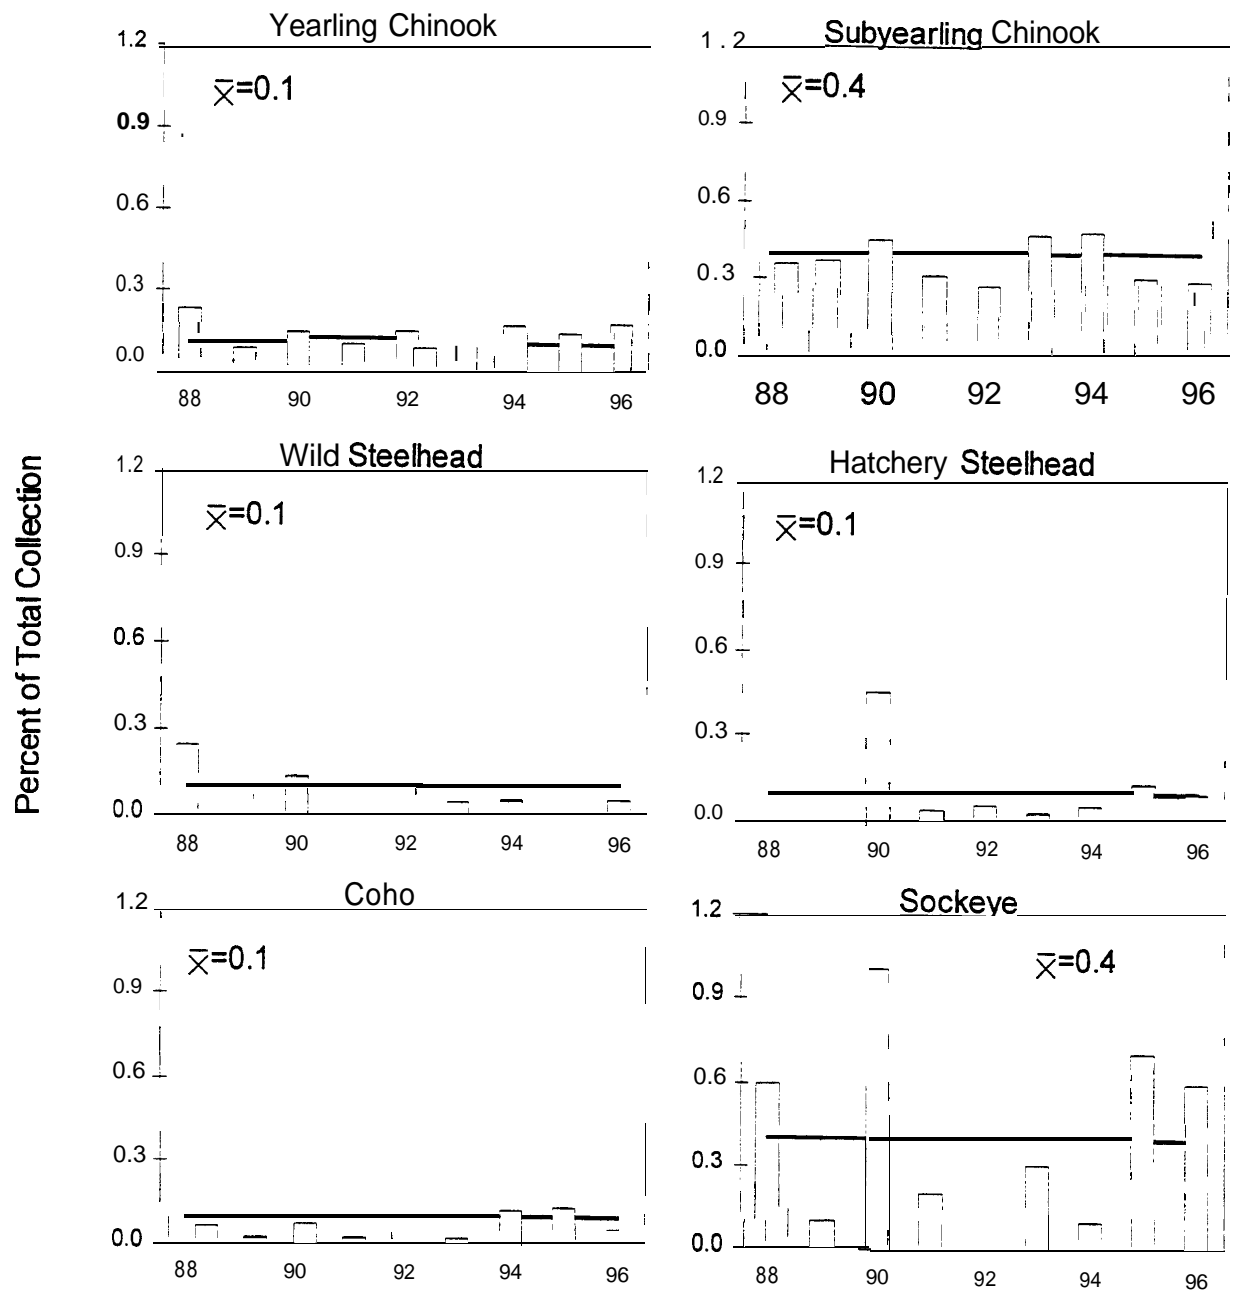 Percent of Total Collection
Yearling Chinook
x̄=0.1
1.2
0.9
0.6
0.3
0.0
88 90 92 94 96
Subyearling Chinook
x̄=0.4
1.2
0.9
0.6
0.3
0.0
88 90 92 94 96
Wild Steelhead
x̄=0.1
1.2
0.9
0.6
0.3
0.0
88 90 92 94 96
Hatchery Steelhead
x̄=0.1
1.2
0.9
0.6
0.3
0.0
88 90 92 94 96
Coho
x̄=0.1
1.2
0.9
0.6
0.3
0.0
88 90 92 94 96
Sockeye
x̄=0.4
1.2
0.9
0.6
0.3
0.0
88 90 92 94 96